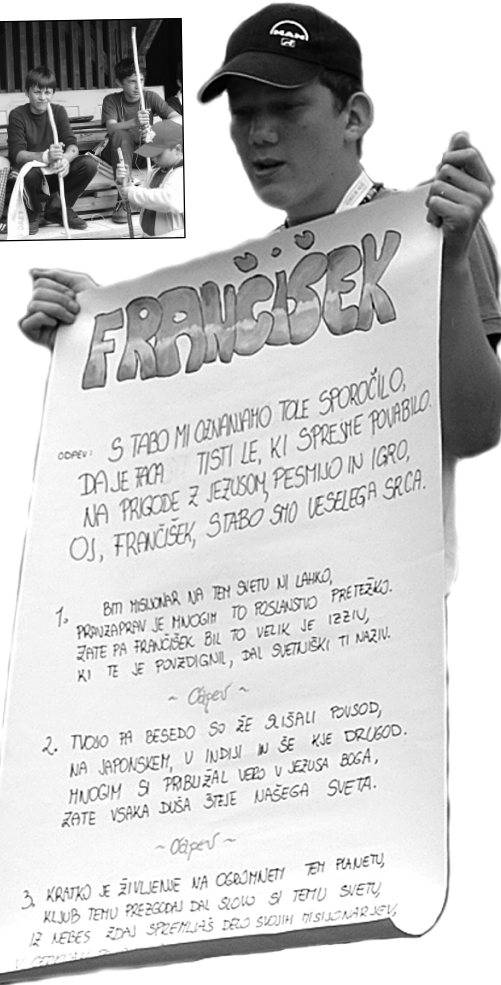 MAN
FRANČIŠEK
ODPEV: S TABO MI OZNANJAMO TOLE SPOROČILO,
DA JE FACA TISTI LE, KI SPREJME POVABILO
NA PRIGODE Z JEZUSOM, PESMIJO IN IGRO,
OJ, FRANČIŠEK, S TABO SMO VESELEGA SRCA.
1. BITI MISIJONAR NA TEM SVETU NI LAHKO,
PRAVZAPRAV JE MNOGIM TO POSLANSTVO PRETEŽKO.
ZATE PA FRANČIŠEK BIL TO VELIK JE IZZIV,
KI TE JE POVZDIGNIL, DAL SVETNIŠKI TI NAZIV.
~ Odpev ~
2. TVOJO PA BESEDO SO ŽE SLIŠALI POVSOD,
NA JAPONSKEM, V INDIJI IN ŠE KJE DRUGOD.
MNOGIM SI PRIBLIŽAL VERO V JEZUSA BOGA,
ZATE VSAKA DUŠA ŠTEJE NAŠEGA SVETA.
~ Odpev ~
3. KRATKO JE ŽIVLJENJE NA OGROMNEM TEM PLANETU,
KLJUB TEMU PREZGODAJ DAL SLOVO SI TEMU SVETU,
IZ NEBES ZDAJ SPREMLJAŠ DELO SVOJIH MISIJONARJEV,